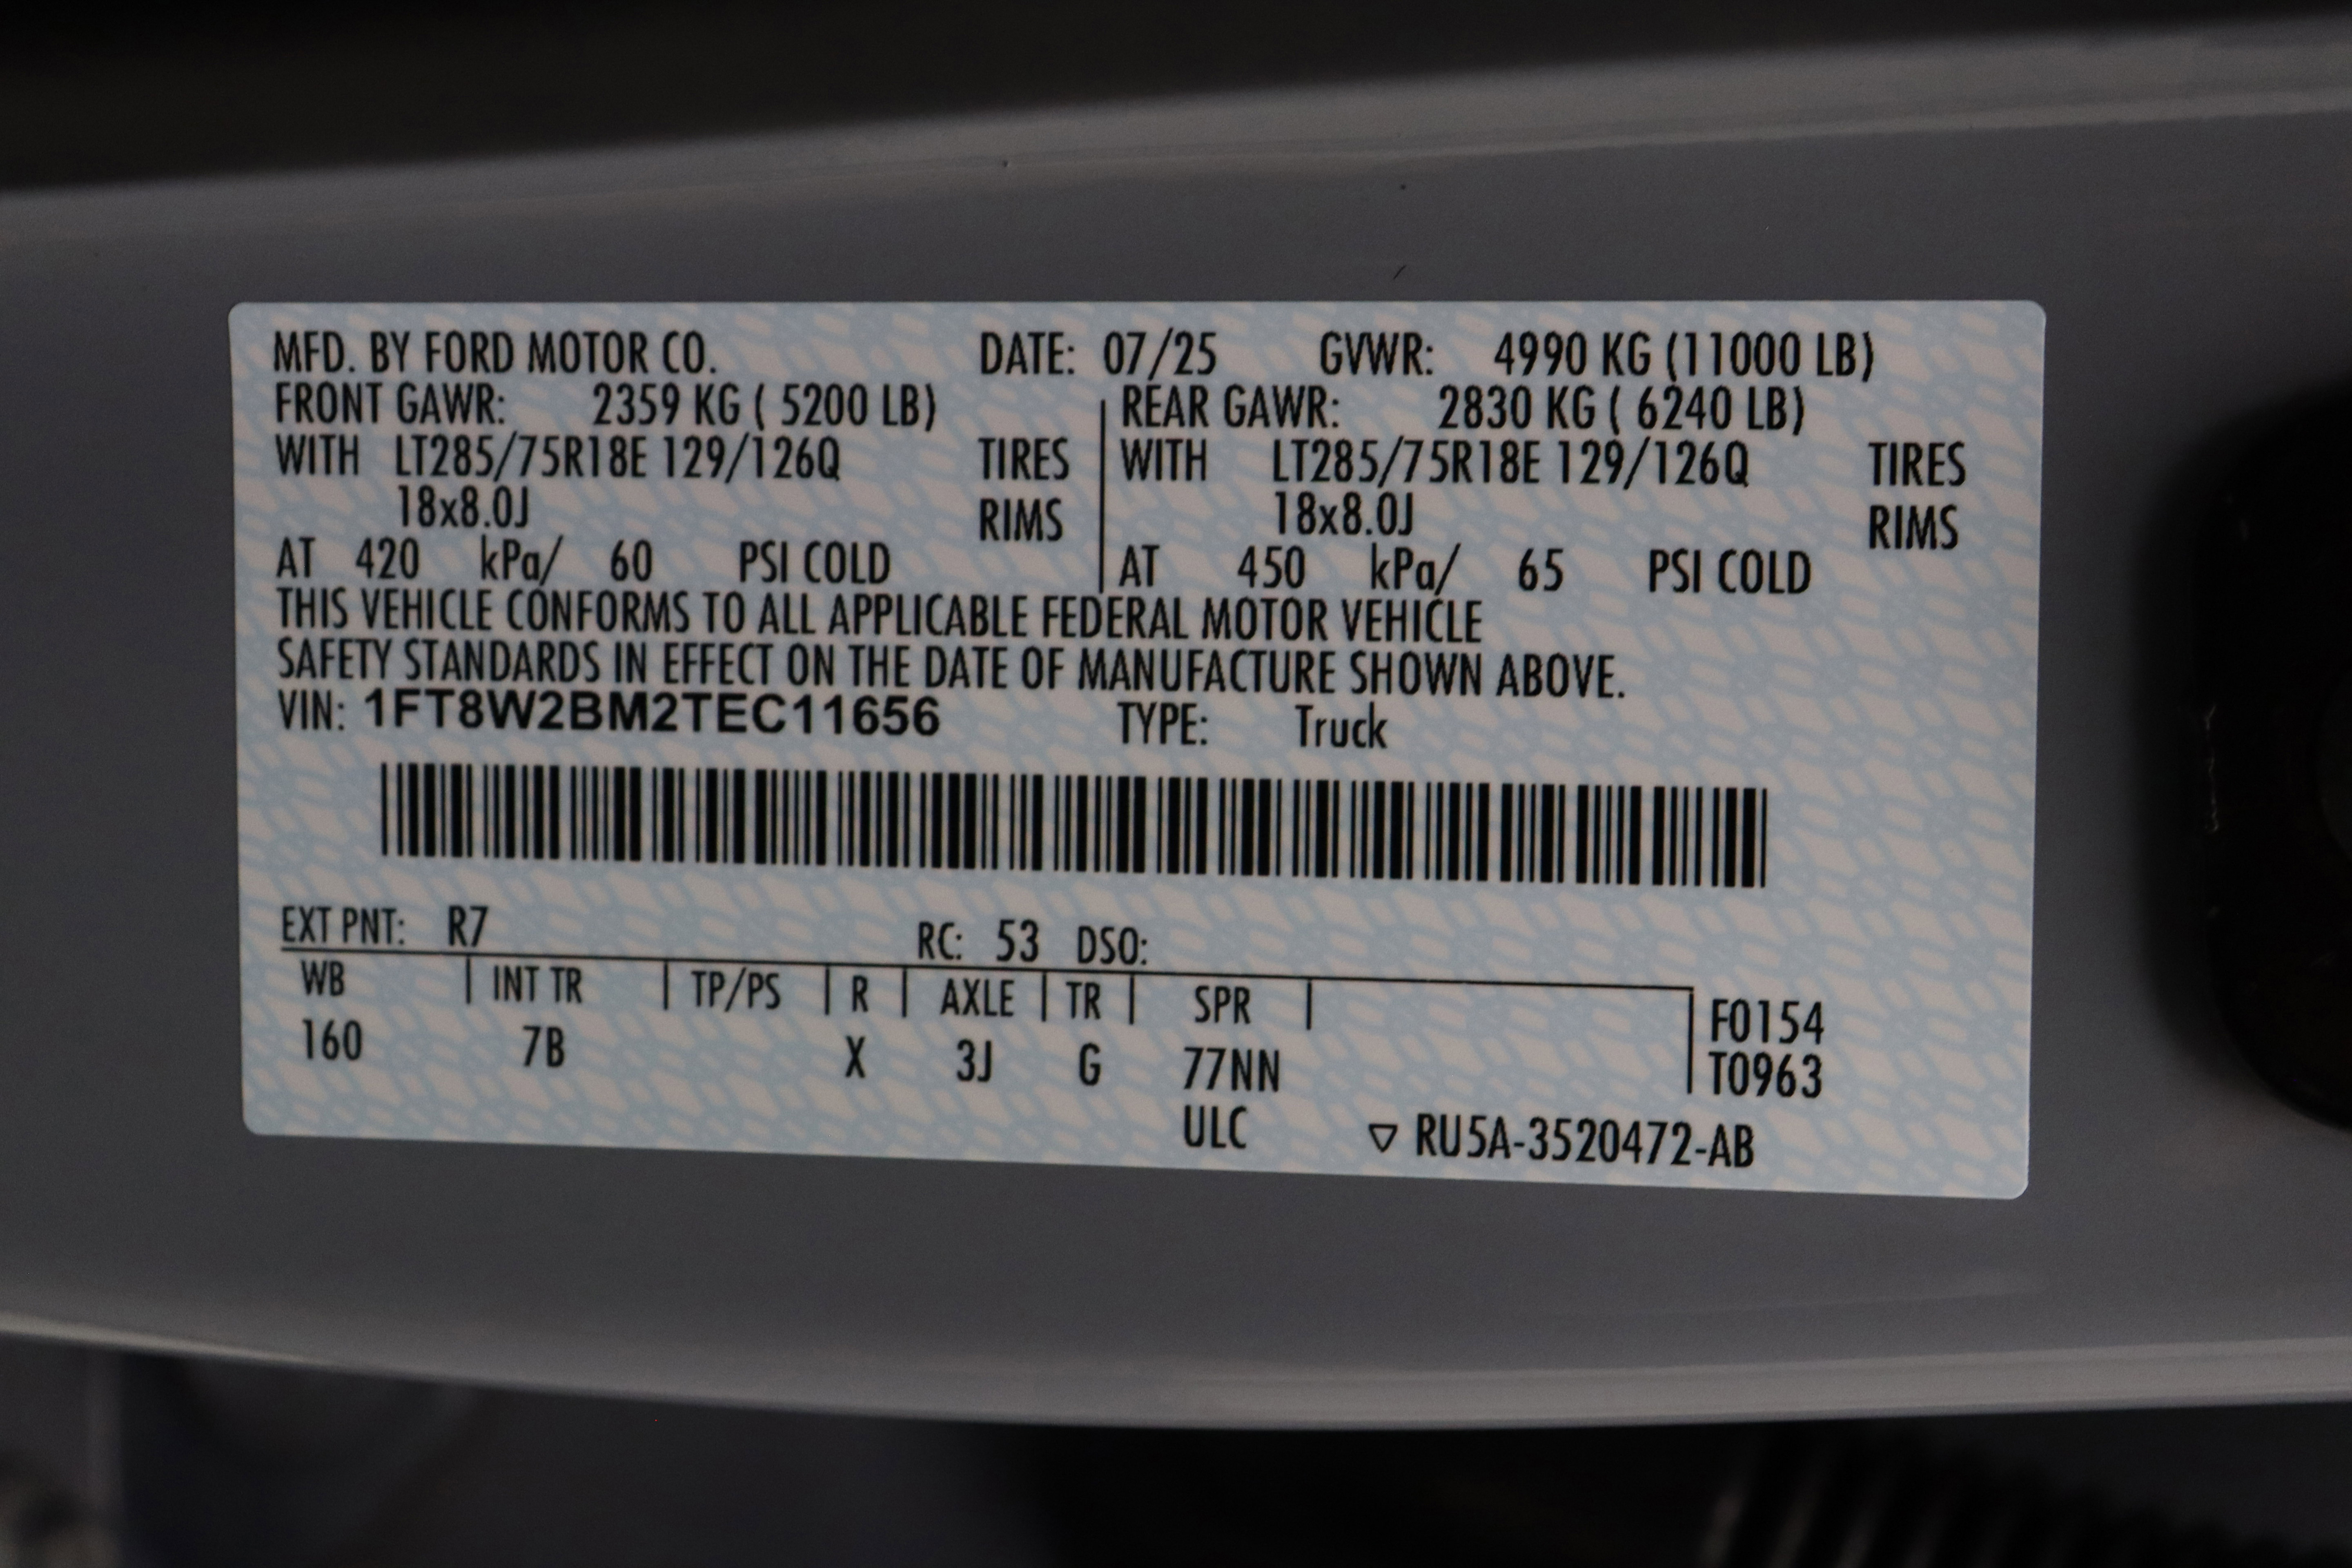 MFD. BY FORD MOTOR CO. DATE: 07/25 GVWR: 4990 KG (11000 LB)
FRONT GAWR: 2359 KG ( 5200 LB) REAR GAWR: 2830 KG ( 6240 LB)
WITH LT285/75R18E 129/126Q TIRES WITH LT285/75R18E 129/126Q TIRES
18x8.0J RIMS 18x8.0J RIMS
AT 420 kPa/ 60 PSI COLD AT 450 kPa/ 65 PSI COLD
THIS VEHICLE CONFORMS TO ALL APPLICABLE FEDERAL MOTOR VEHICLE
SAFETY STANDARDS IN EFFECT ON THE DATE OF MANUFACTURE SHOWN ABOVE.
VIN: 1FT8W2BM2TEC11656 TYPE: Truck
EXT PNT: R7 RC: 53 DSO:
WB INT TR TP/PS R AXLE TR SPR F0154
160 7B X 3J G 77NN T0963
ULC ▽ RU5A-3520472-AB